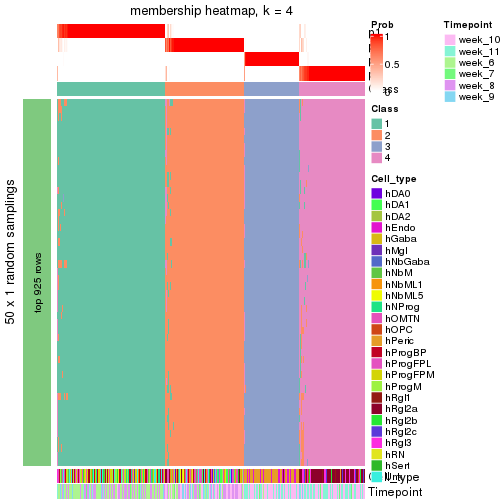 membership heatmap, k = 4
50 x 1 random samplings
top 925 rows
Prob
1
0.5
0
Class
1
2
3
4
Cell_type
hDA0
hDA1
hDA2
hEndo
hGaba
hMgl
hNbGaba
hNbM
hNbML1
hNbML5
hNProg
hOMTN
hOPC
hPeric
hProgBP
hProgFPL
hProgFPM
hProgM
hRgl1
hRgl2a
hRgl2b
hRgl2c
hRgl3
hRN
hSert
Timepoint
week_10
week_11
week_6
week_7
week_8
week_9
Timepoint